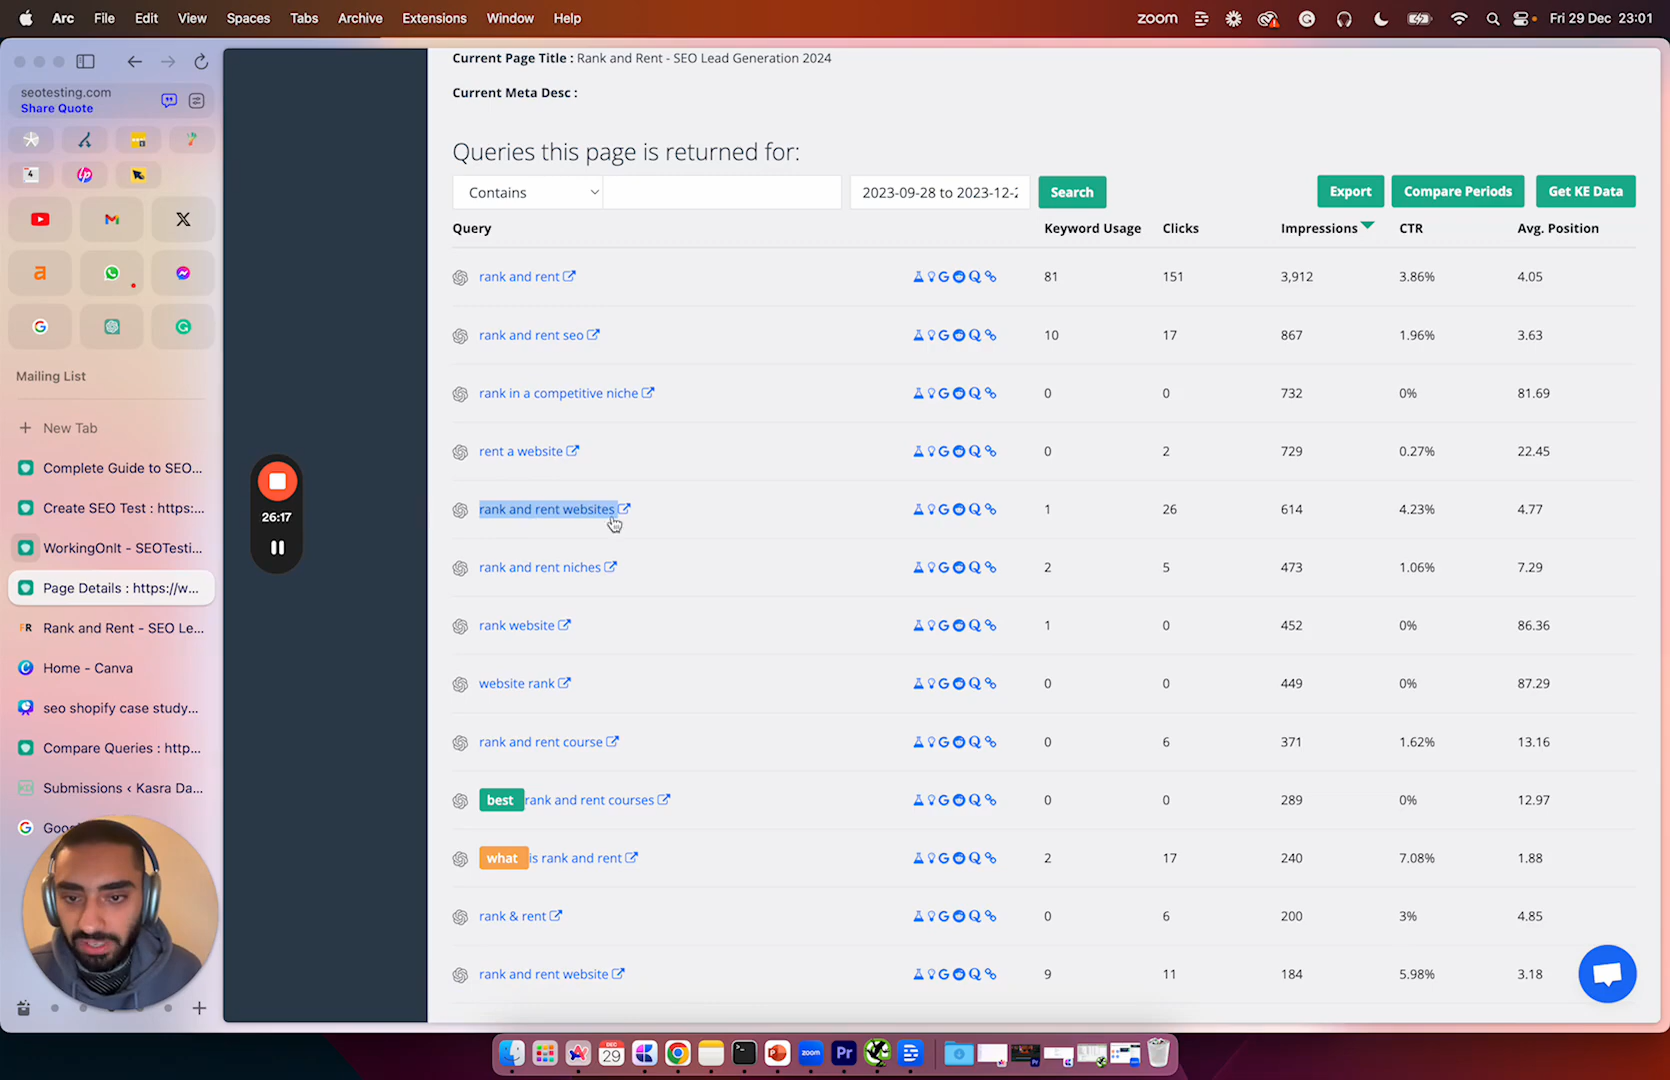 Arc File Edit View Spaces Tabs Archive Extensions Window Help zoom Fri 29 Dec 23:01
seotesting.com
Share Quote
4
Mailing List
+ New Tab
Complete Guide to SEO...
Create SEO Test : https:...
WorkingOnIt - SEOTesti...
Page Details : https://w...
FR Rank and Rent - SEO Le...
Home - Canva
seo shopify case study...
Compare Queries : http...
KD Submissions ‹ Kasra Da...
26:17
Current Page Title : Rank and Rent - SEO Lead Generation 2024
Current Meta Desc :
Queries this page is returned for:
Contains 2023-09-28 to 2023-12-2 Search Export Compare Periods Get KE Data
Query Keyword Usage Clicks Impressions CTR Avg. Position
rank and rent 81 151 3,912 3.86% 4.05
rank and rent seo 10 17 867 1.96% 3.63
rank in a competitive niche 0 0 732 0% 81.69
rent a website 0 2 729 0.27% 22.45
rank and rent websites 1 26 614 4.23% 4.77
rank and rent niches 2 5 473 1.06% 7.29
rank website 1 0 452 0% 86.36
website rank 0 0 449 0% 87.29
rank and rent course 0 6 371 1.62% 13.16
best rank and rent courses 0 0 289 0% 12.97
what is rank and rent 2 17 240 7.08% 1.88
rank & rent 0 6 200 3% 4.85
rank and rent website 9 11 184 5.98% 3.18
DEC
29
zoom
Pr